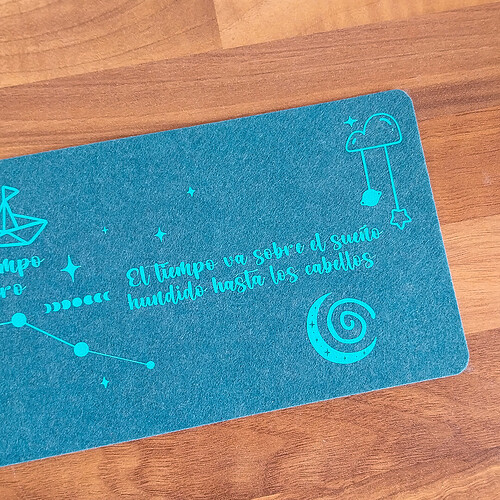 El tiempo va sobre el sueño
hundido hasta los cabellos